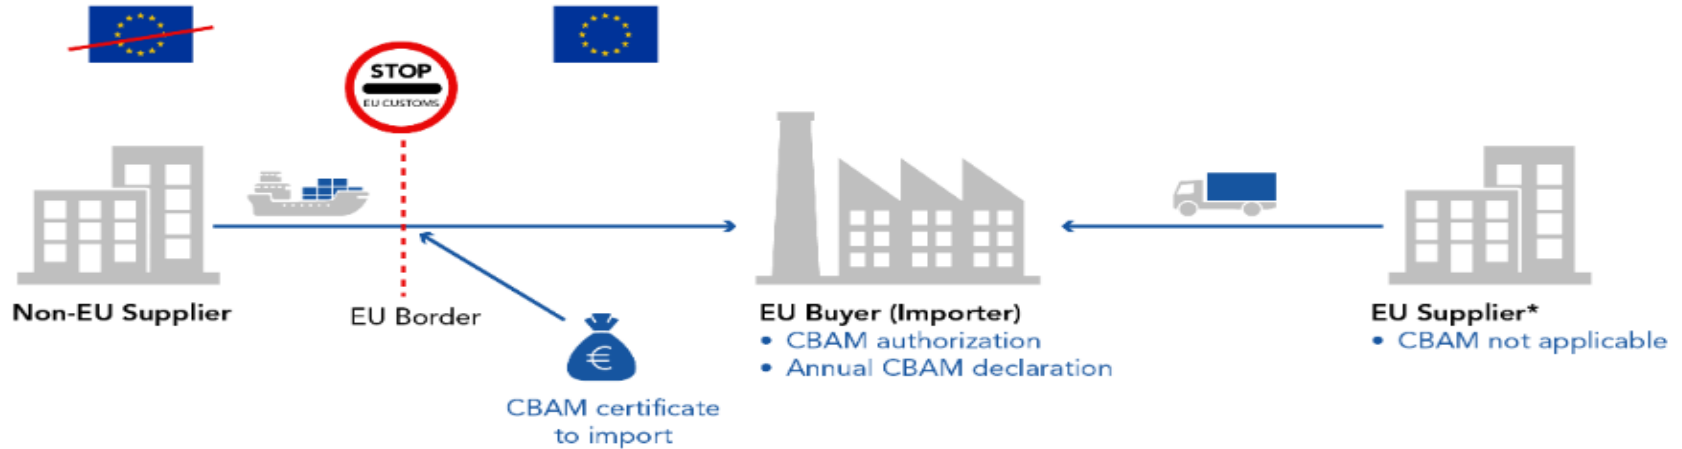 STOP
EU CUSTOMS
Non-EU Supplier
EU Border
€
CBAM certificate
to import
EU Buyer (Importer)
• CBAM authorization
• Annual CBAM declaration
EU Supplier*
• CBAM not applicable